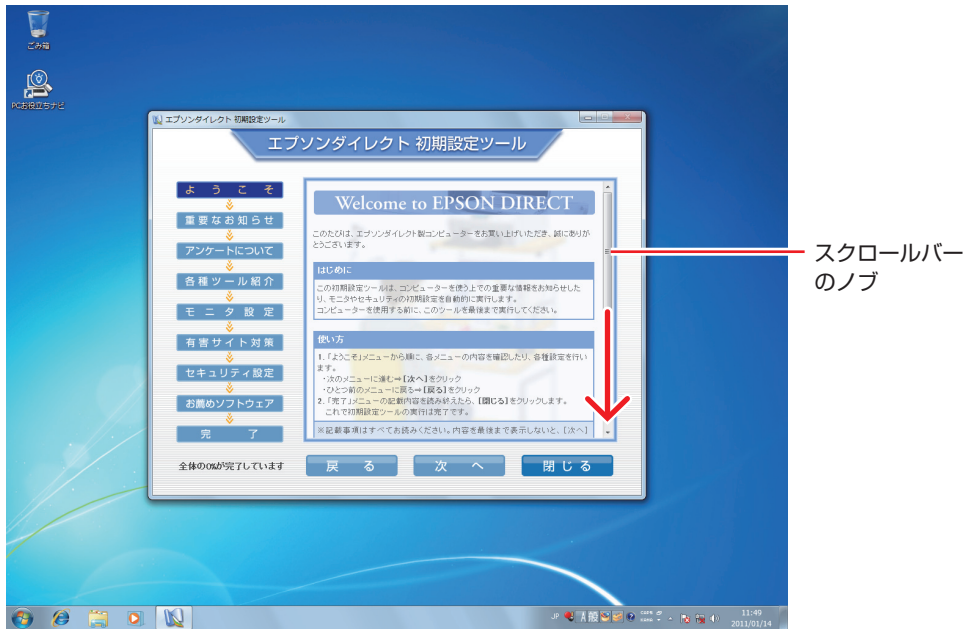 ごみ箱
PCお役立ちナビ
エプソンダイレクト 初期設定ツール
エプソンダイレクト 初期設定ツール
ようこそ
重要なお知らせ
アンケートについて
各種ツール紹介
モニタ設定
有害サイト対策
セキュリティ設定
お薦めソフトウェア
完了
Welcome to EPSON DIRECT
このたびは、エプソンダイレクト製コンピューターをお買い上げいただき、誠にありが
とうございます。
はじめに
この初期設定ツールは、コンピューターを使う上での重要な情報をお知らせした
り、モニタやセキュリティの初期設定を自動的に実行します。
コンピューターを使用する前に、このツールを最後まで実行してください。
使い方
1.「ようこそ」メニューから順に、各メニューの内容を確認したり、各種設定を行い
ます。
・次のメニューに進む⇒【次へ】をクリック
・ひとつ前のメニューに戻る⇒【戻る】をクリック
2.「完了」メニューの記載内容を読み終えたら、【閉じる】をクリックします。
これで初期設定ツールの実行は完了です。
※記載事項はすべてお読みください。内容を最後まで表示しないと、【次へ】
全体の0%が完了しています
戻る
次へ
閉じる
スクロールバー
のノブ
JP
A 般
CAPS
KANA
11:49
2011/01/14